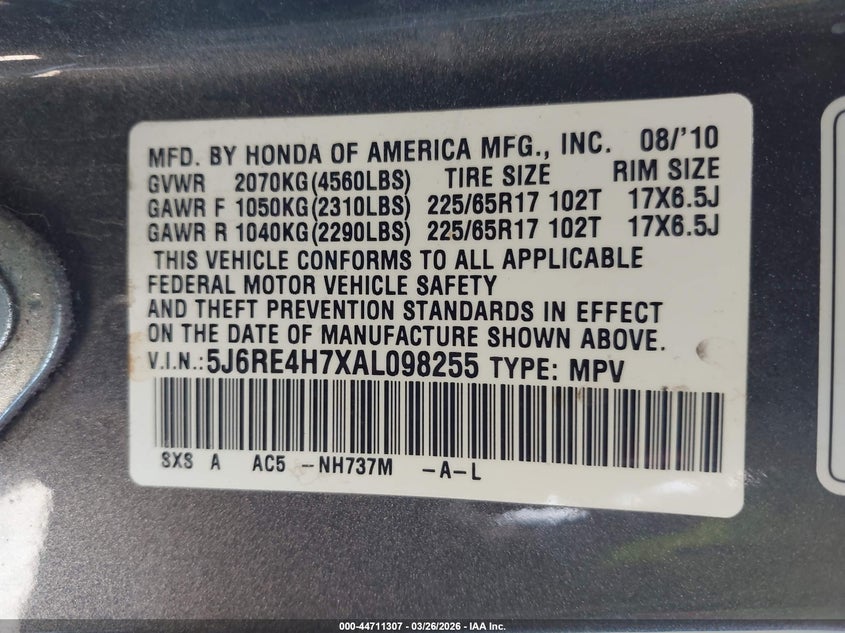 MFD. BY HONDA OF AMERICA MFG., INC. 08/'10
GVWR 2070KG(4560LBS) TIRE SIZE RIM SIZE
GAWR F 1050KG(2310LBS) 225/65R17 102T 17X6.5J
GAWR R 1040KG(2290LBS) 225/65R17 102T 17X6.5J
THIS VEHICLE CONFORMS TO ALL APPLICABLE
FEDERAL MOTOR VEHICLE SAFETY
AND THEFT PREVENTION STANDARDS IN EFFECT
ON THE DATE OF MANUFACTURE SHOWN ABOVE.
V.I.N.:5J6RE4H7XAL098255 TYPE: MPV
SXS A AC5 -NH737M -A-L
000-44711307 | 03/26/2026 - IAA Inc.